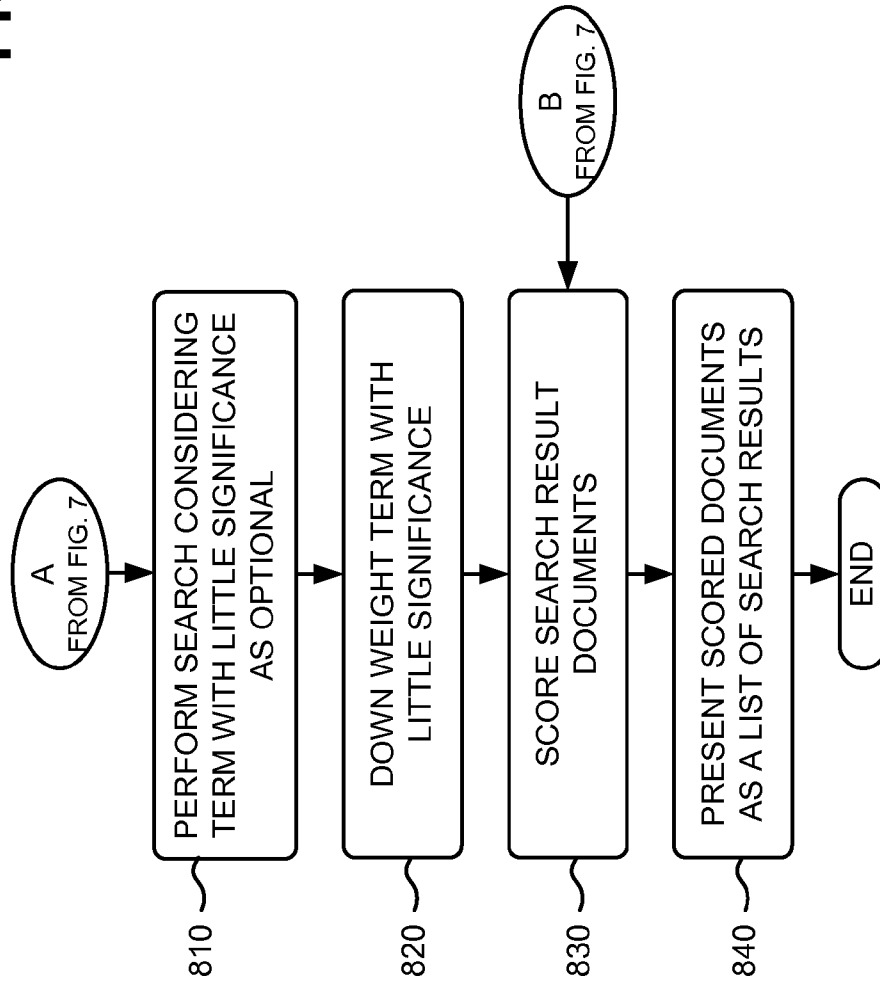 A
FROM FIG. 7
810
PERFORM SEARCH CONSIDERING
TERM WITH LITTLE SIGNIFICANCE
AS OPTIONAL
820
DOWN WEIGHT TERM WITH
LITTLE SIGNIFICANCE
B
FROM FIG. 7
830
SCORE SEARCH RESULT
DOCUMENTS
840
PRESENT SCORED DOCUMENTS
AS A LIST OF SEARCH RESULTS
END